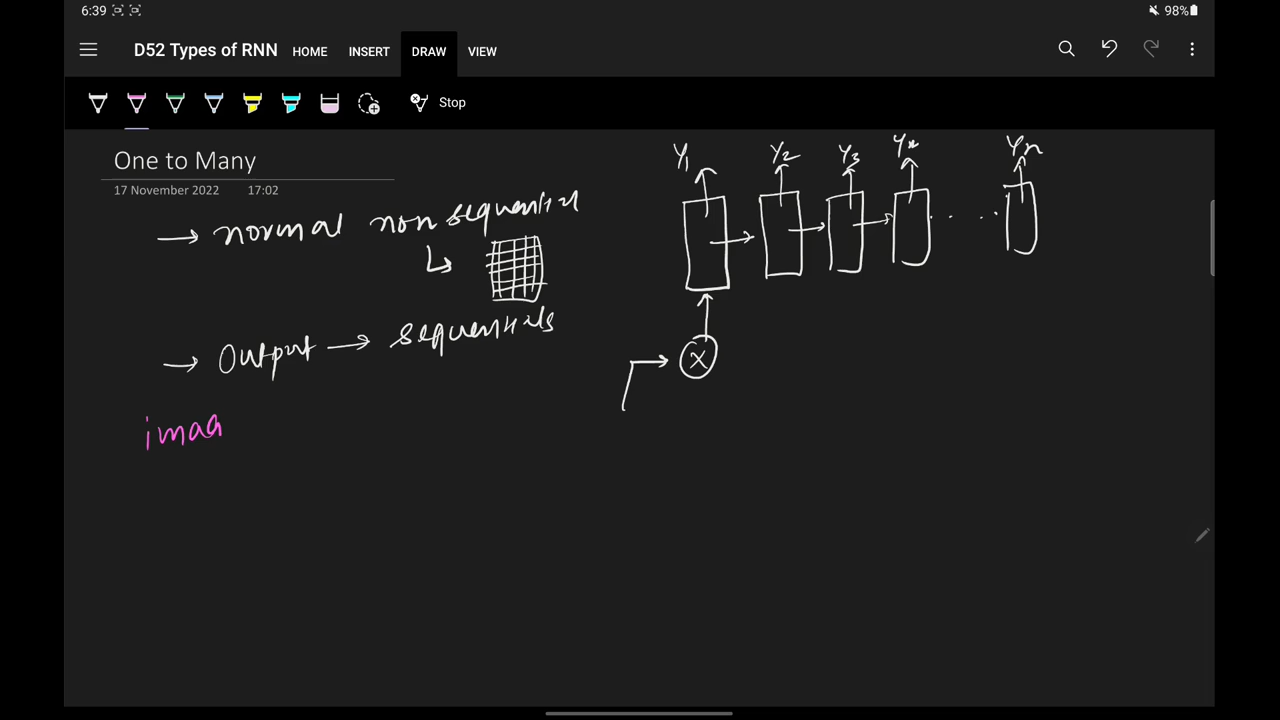 6:39 98%
D52 Types of RNN HOME INSERT DRAW VIEW
Stop
One to Many
17 November 2022 17:02
→ normal non sequential
→ Output → sequentials
imag
Y1 Y2 Y3 Y4 Yn
X